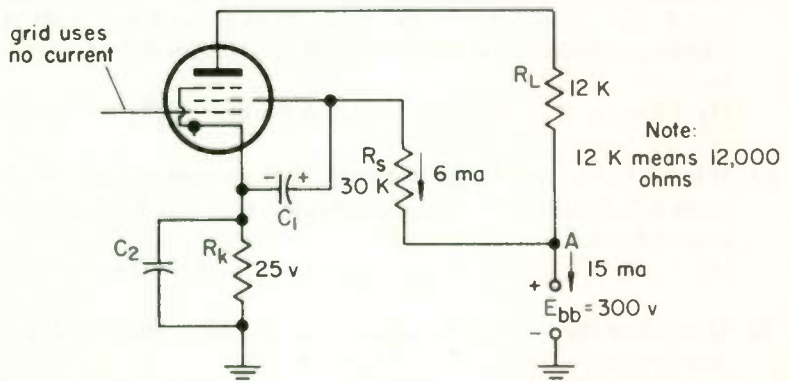 grid uses
no current
R_L
12 K
Note:
12 K means 12,000
ohms
R_s
30 K
6 ma
- +
C_1
A
C_2
R_k
25 v
15 ma
+
E_bb = 300 v
-